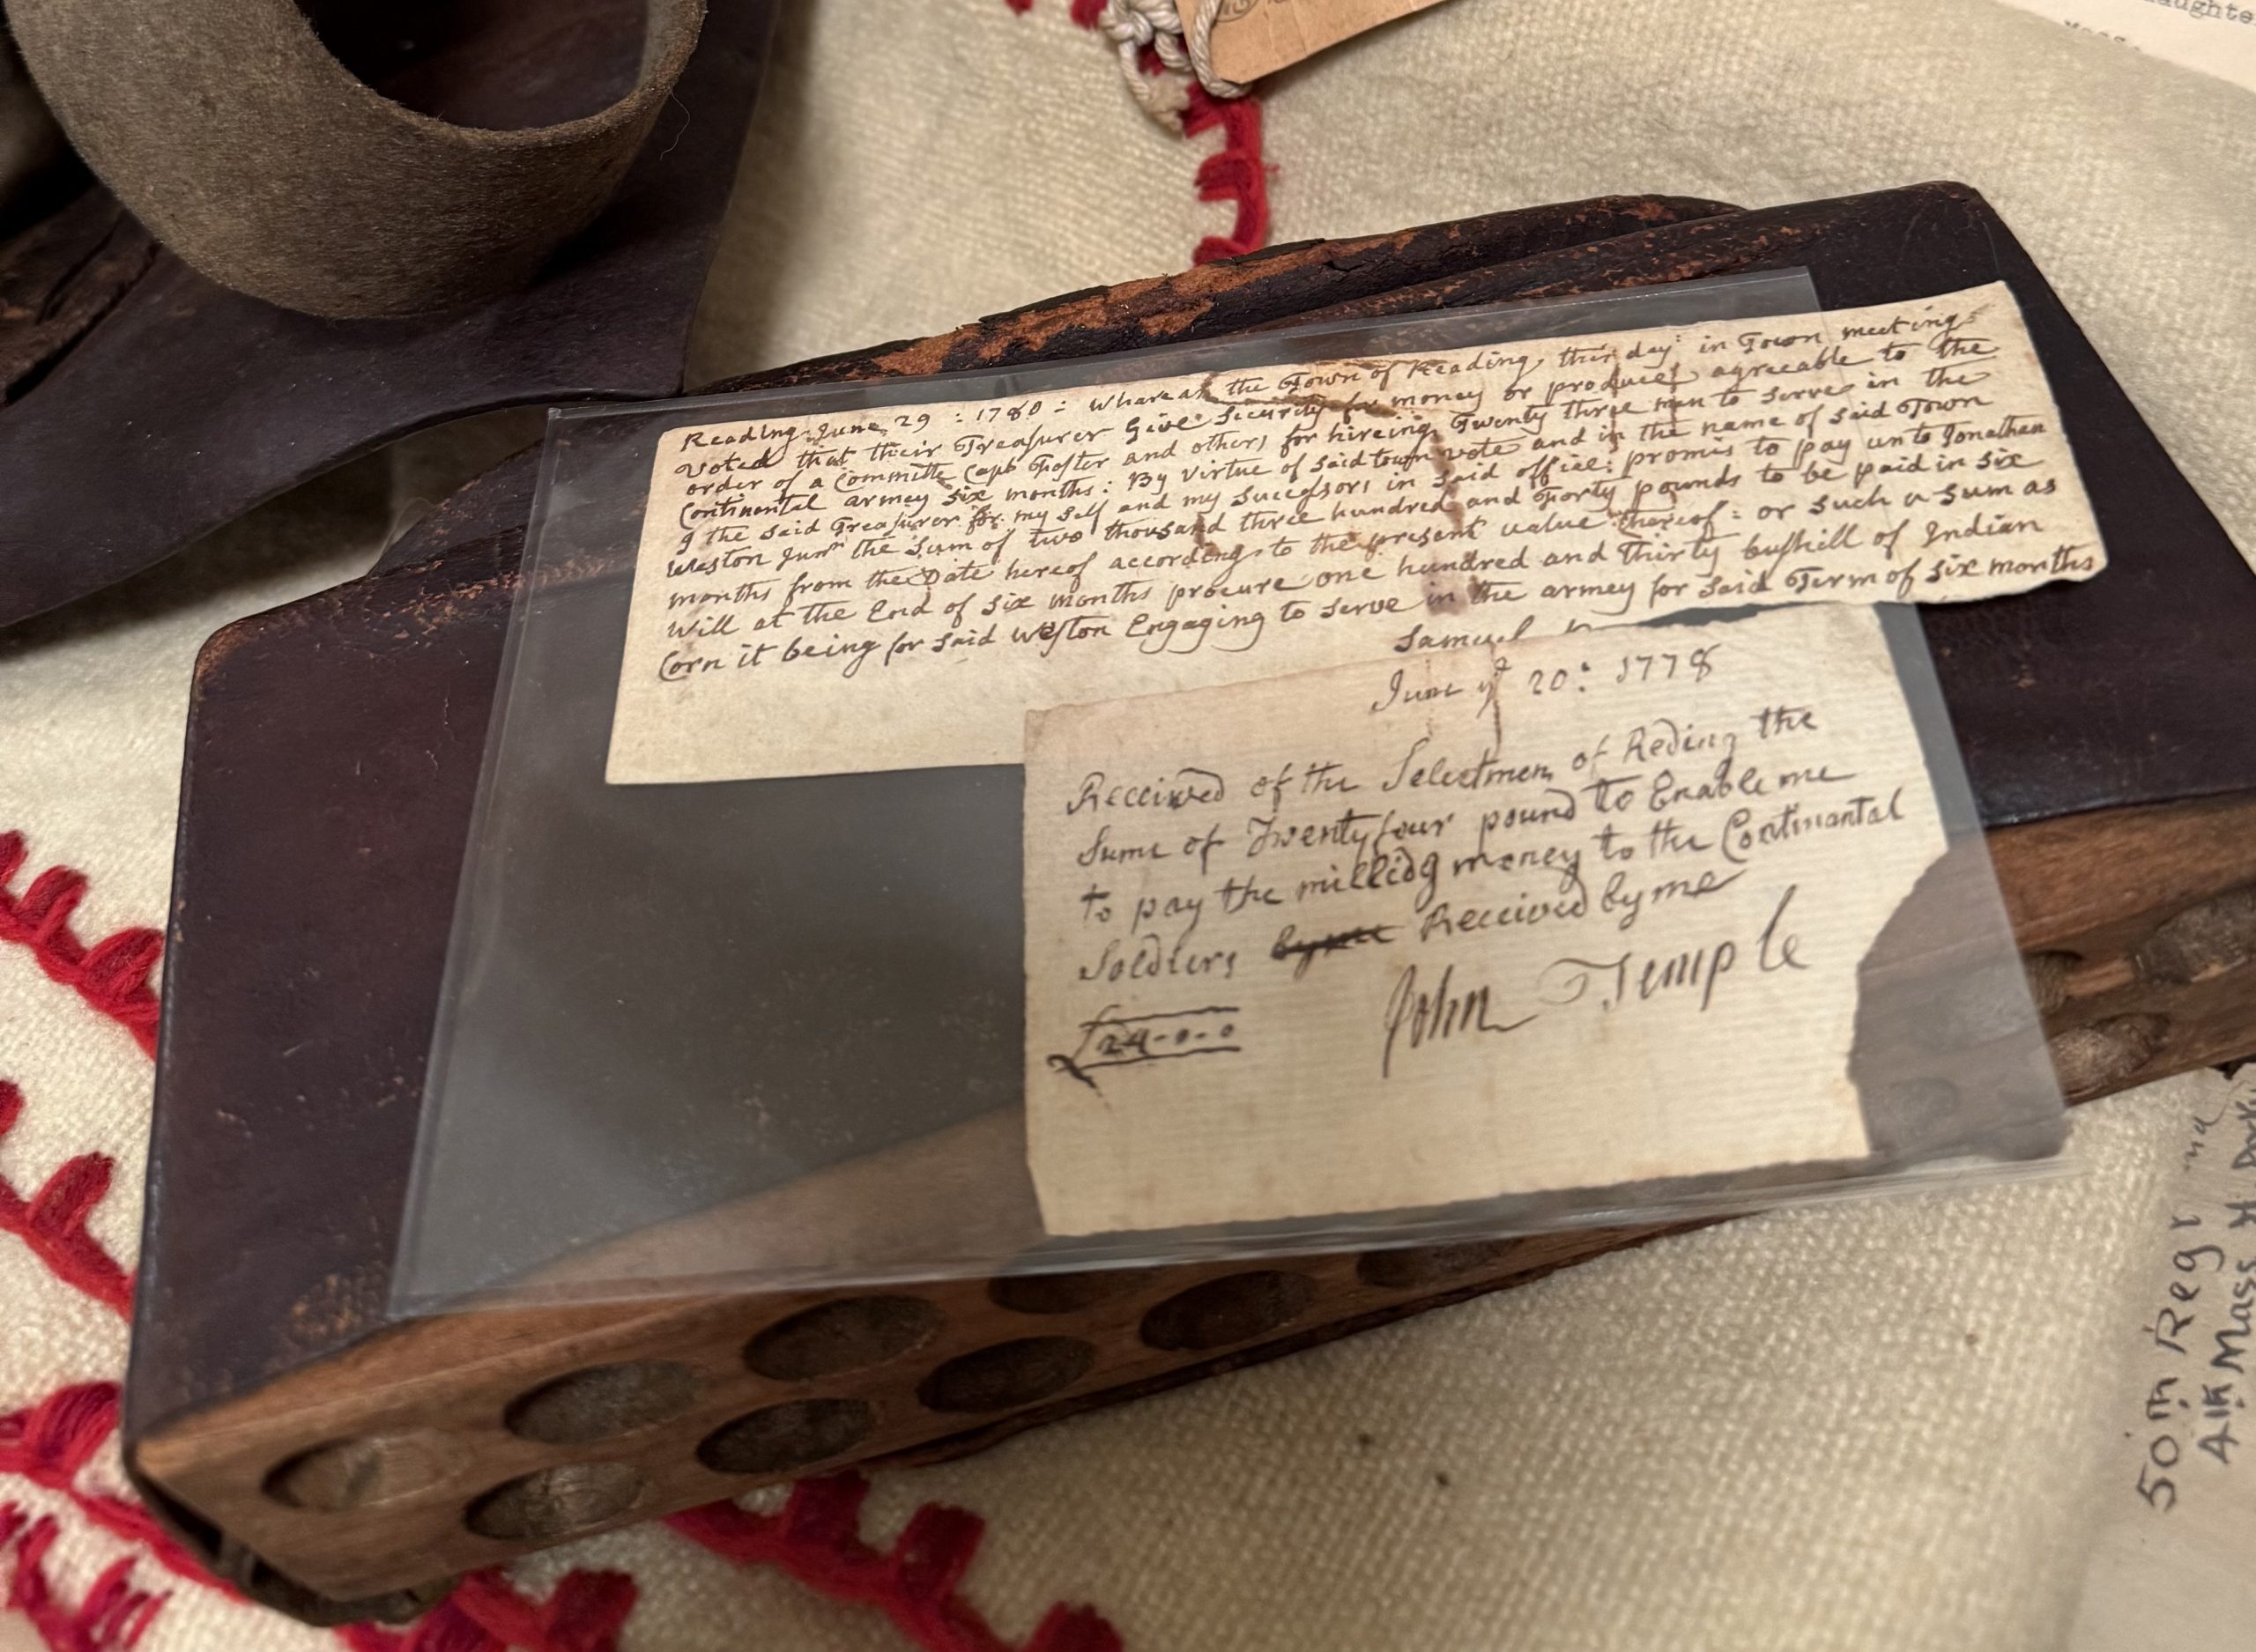 Reading June 29 : 1780 : Whareas the Town of Reading this day: in Town meeting
Voted that their Treasurer Give Security for money or produce agreeable to the
order of a Committe Capt Foster and others for hireing Twenty three men to Serve in the
Continental armey Six months: By Virtue of Said town vote and in the name of Said Town
I the Said Treasurer for my Self and my Sucessors in Said office: promis to pay unto Jonathan
Weston Junr the Sum of two thousand three hundred and Forty pounds to be paid in Six
months from the Date hereof according to the present value thereof: or Such a Sum as
Will at the End of Six months procure one hundred and thirty bushill of Indian
Corn it being for Said Weston Engaging to Serve in the armey for Said Term of Six months
Samuel
June ye 20: 1778
Received of the Selectmen of Reding the
Sume of Twentyfour pound to Enable me
to pay the millidg money to the Continantal
Soldiers byme Received by me
£24-0-0
John Temple
50th Regt
4th Mass